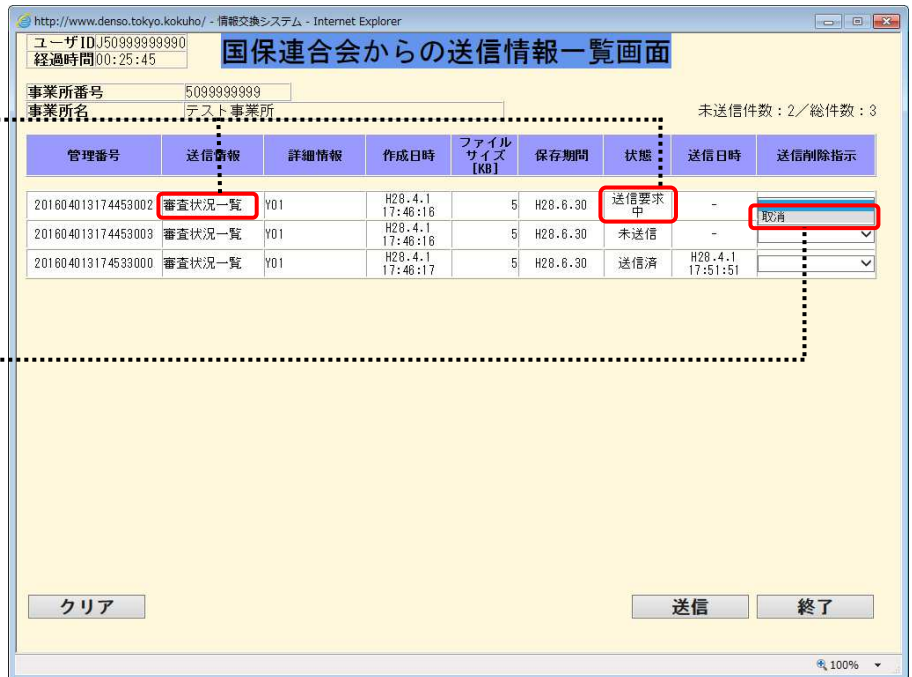 http://www.denso.tokyo.kokuho/ - 情報交換システム - Internet Explorer
ユーザID J50999999990
経過時間 00:25:45
国保連合会からの送信情報一覧画面
事業所番号 5099999999
事業所名 テスト事業所 未送信件数：2／総件数：3
管理番号 送信情報 詳細情報 作成日時 ファイルサイズ[KB] 保存期間 状態 送信日時 送信削除指示
201604013174453002 審査状況一覧 Y01 H28.4.1 17:46:16 5 H28.6.30 送信要求中 -
取消
201604013174453003 審査状況一覧 Y01 H28.4.1 17:46:16 5 H28.6.30 未送信 -
201604013174533000 審査状況一覧 Y01 H28.4.1 17:46:17 5 H28.6.30 送信済 H28.4.1 17:51:51
クリア 送信 終了
100%